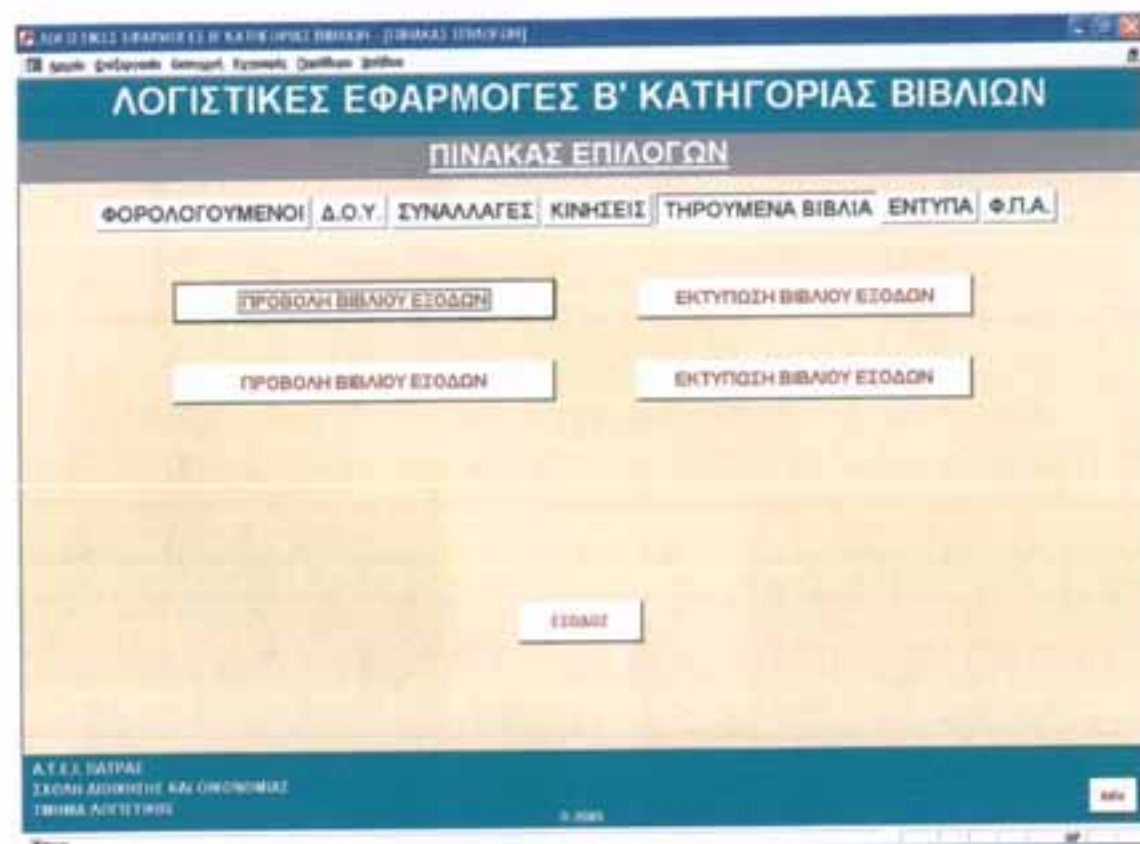 ΛΟΓΙΣΤΙΚΕΣ ΕΦΑΡΜΟΓΕΣ Β' ΚΑΤΗΓΟΡΙΑΣ ΒΙΒΛΙΩΝ
ΠΙΝΑΚΑΣ ΕΠΙΛΟΓΩΝ
ΦΟΡΟΛΟΓΟΥΜΕΝΟΙ Δ.Ο.Υ. ΣΥΝΑΛΛΑΓΕΣ ΚΙΝΗΣΕΙΣ ΤΗΡΟΥΜΕΝΑ ΒΙΒΛΙΑ ΕΝΤΥΠΑ Φ.Π.Α.
ΠΡΟΒΟΛΗ ΒΙΒΛΙΟΥ ΕΞΟΔΩΝ ΕΚΤΥΠΩΣΗ ΒΙΒΛΙΟΥ ΕΞΟΔΩΝ
ΠΡΟΒΟΛΗ ΒΙΒΛΙΟΥ ΕΣΟΔΩΝ ΕΚΤΥΠΩΣΗ ΒΙΒΛΙΟΥ ΕΣΟΔΩΝ
ΕΞΟΔΟΣ
Α.Τ.Ε.Ι. ΠΑΤΡΑΣ
ΣΧΟΛΗ ΔΙΟΙΚΗΣΗΣ ΚΑΙ ΟΙΚΟΝΟΜΙΑΣ
ΤΜΗΜΑ ΛΟΓΙΣΤΙΚΗΣ